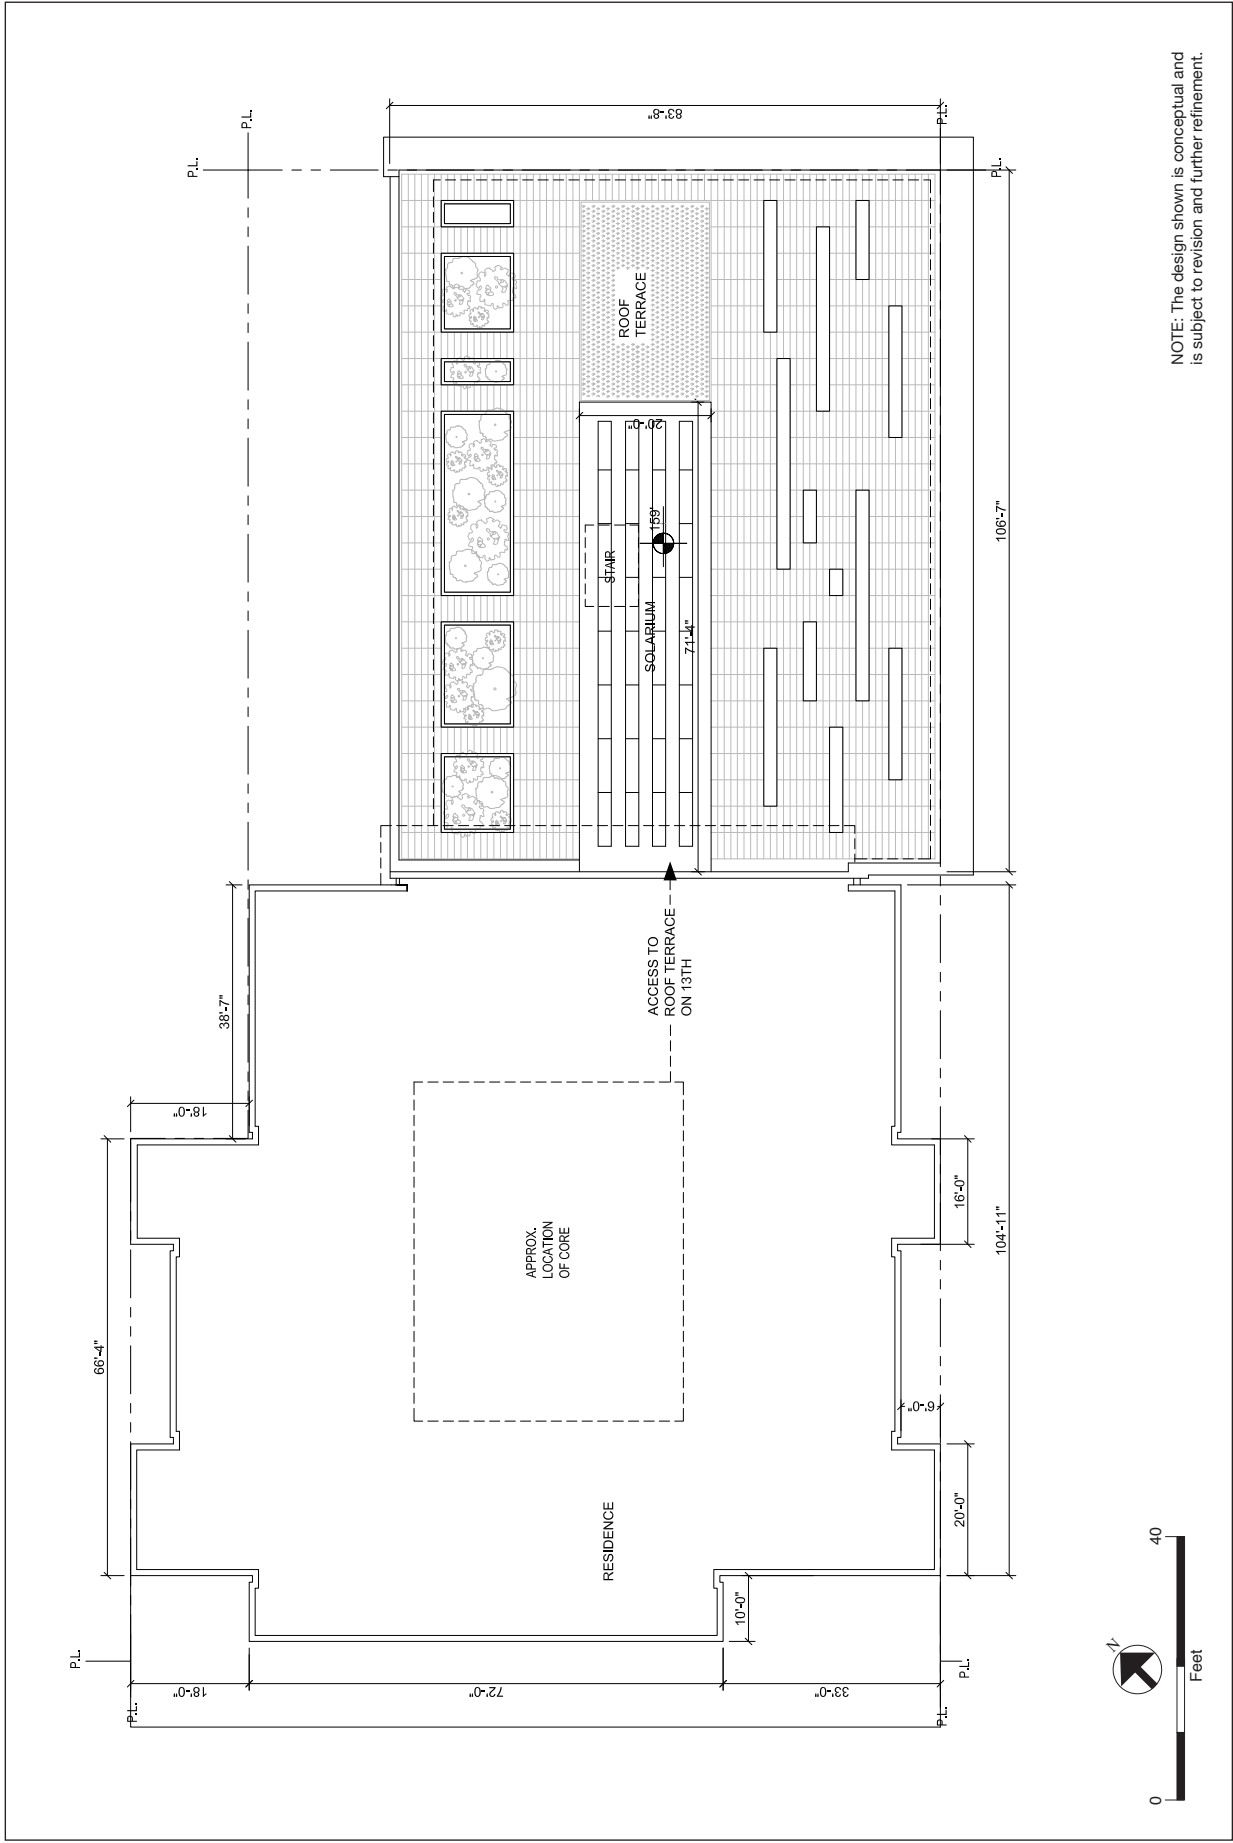 NOTE: The design shown is conceptual and
is subject to revision and further refinement.
P.L.
P.L.
83'-8"
P.L.
P.L.
ROOF
TERRACE
20'-0"
159'
STAIR
SOLARIUM
71'-4"
106'-7"
38'-7"
ACCESS TO
ROOF TERRACE
ON 13TH
18'-0"
66'-4"
APPROX.
LOCATION
OF CORE
16'-0"
104'-11"
6'-0"
20'-0"
RESIDENCE
10'-0"
P.L.
18'-0"
72'-0"
33'-0"
P.L.
P.L.
P.L.
N
0
40
Feet